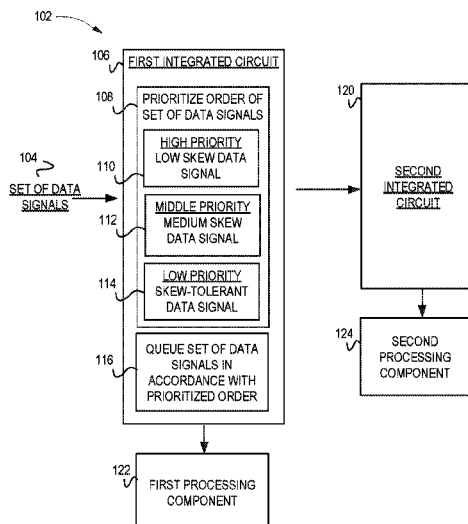 102
106
FIRST INTEGRATED CIRCUIT
108
PRIORITIZE ORDER OF
SET OF DATA SIGNALS
HIGH PRIORITY
LOW SKEW DATA
SIGNAL
110
MIDDLE PRIORITY
MEDIUM SKEW
DATA SIGNAL
112
LOW PRIORITY
SKEW-TOLERANT
DATA SIGNAL
114
116
QUEUE SET OF DATA
SIGNALS IN
ACCORDANCE WITH
PRIORITIZED ORDER
104
SET OF DATA
SIGNALS
120
SECOND
INTEGRATED
CIRCUIT
124
SECOND
PROCESSING
COMPONENT
122
FIRST PROCESSING
COMPONENT